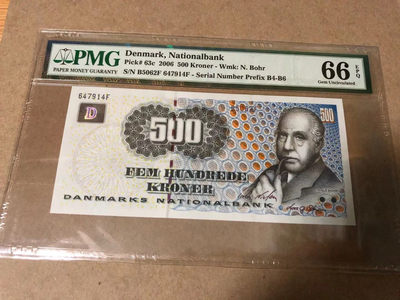 PMG
PAPER MONEY GUARANTY
Denmark, Nationalbank
Pick# 63c 2006 500 Kroner - Wmk: N. Bohr
S/N B5062F 647914F - Serial Number Prefix B4-B6
66 EPQ
Gem Uncirculated
647914F
D
500
500
FEM HUNDREDE
KRONER
DANMARKS NATIONALBANK